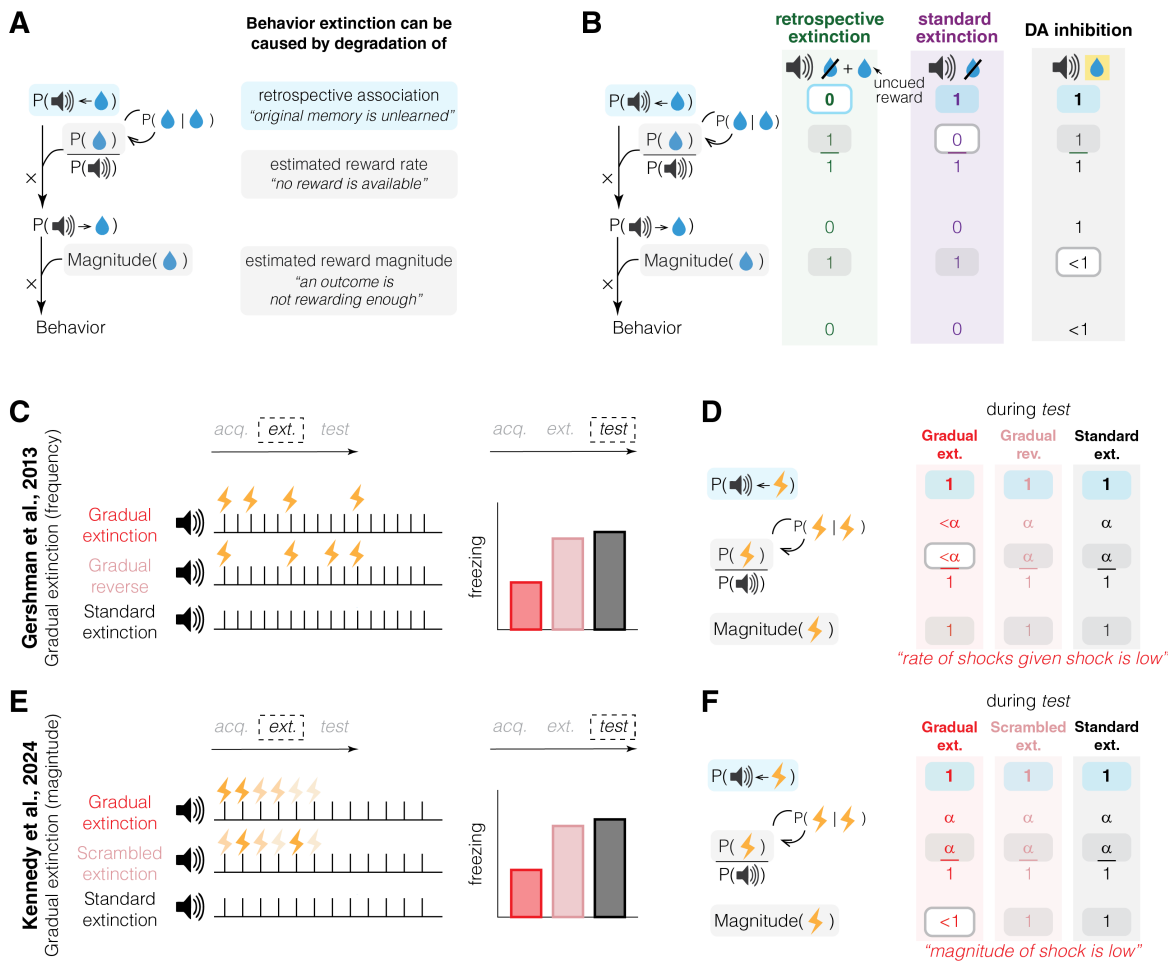 A
Behavior extinction can be
caused by degradation of
P( ← )
P( | )
P( )
P( )
×
P( → )
Magnitude( )
×
Behavior
retrospective association
"original memory is unlearned"
estimated reward rate
"no reward is available"
estimated reward magnitude
"an outcome is
not rewarding enough"
B
retrospective
extinction
standard
extinction
DA inhibition
+
uncued
reward
P( ← )
0 1 1
P( | )
P( )
1 0 1
P( )
1 1 1
×
P( → )
0 0 1
Magnitude( )
1 1 <1
×
Behavior
0 0 <1
C
Gershman et al., 2013
Gradual extinction (frequency)
acq. ext. test
Gradual
extinction
Gradual
reverse
Standard
extinction
acq. ext. test
freezing
D
during test
Gradual
ext.
Gradual
rev.
Standard
ext.
P( ← )
1 1 1
P( | )
<α α α
P( )
<α α α
P( )
1 1 1
Magnitude( )
1 1 1
"rate of shocks given shock is low"
E
Kennedy et al., 2024
Gradual extinction (magintude)
acq. ext. test
Gradual
extinction
Scrambled
extinction
Standard
extinction
acq. ext. test
freezing
F
during test
Gradual
ext.
Scrambled
ext.
Standard
ext.
P( ← )
1 1 1
P( | )
α α α
P( )
α α α
P( )
1 1 1
Magnitude( )
<1 1 1
"magnitude of shock is low"